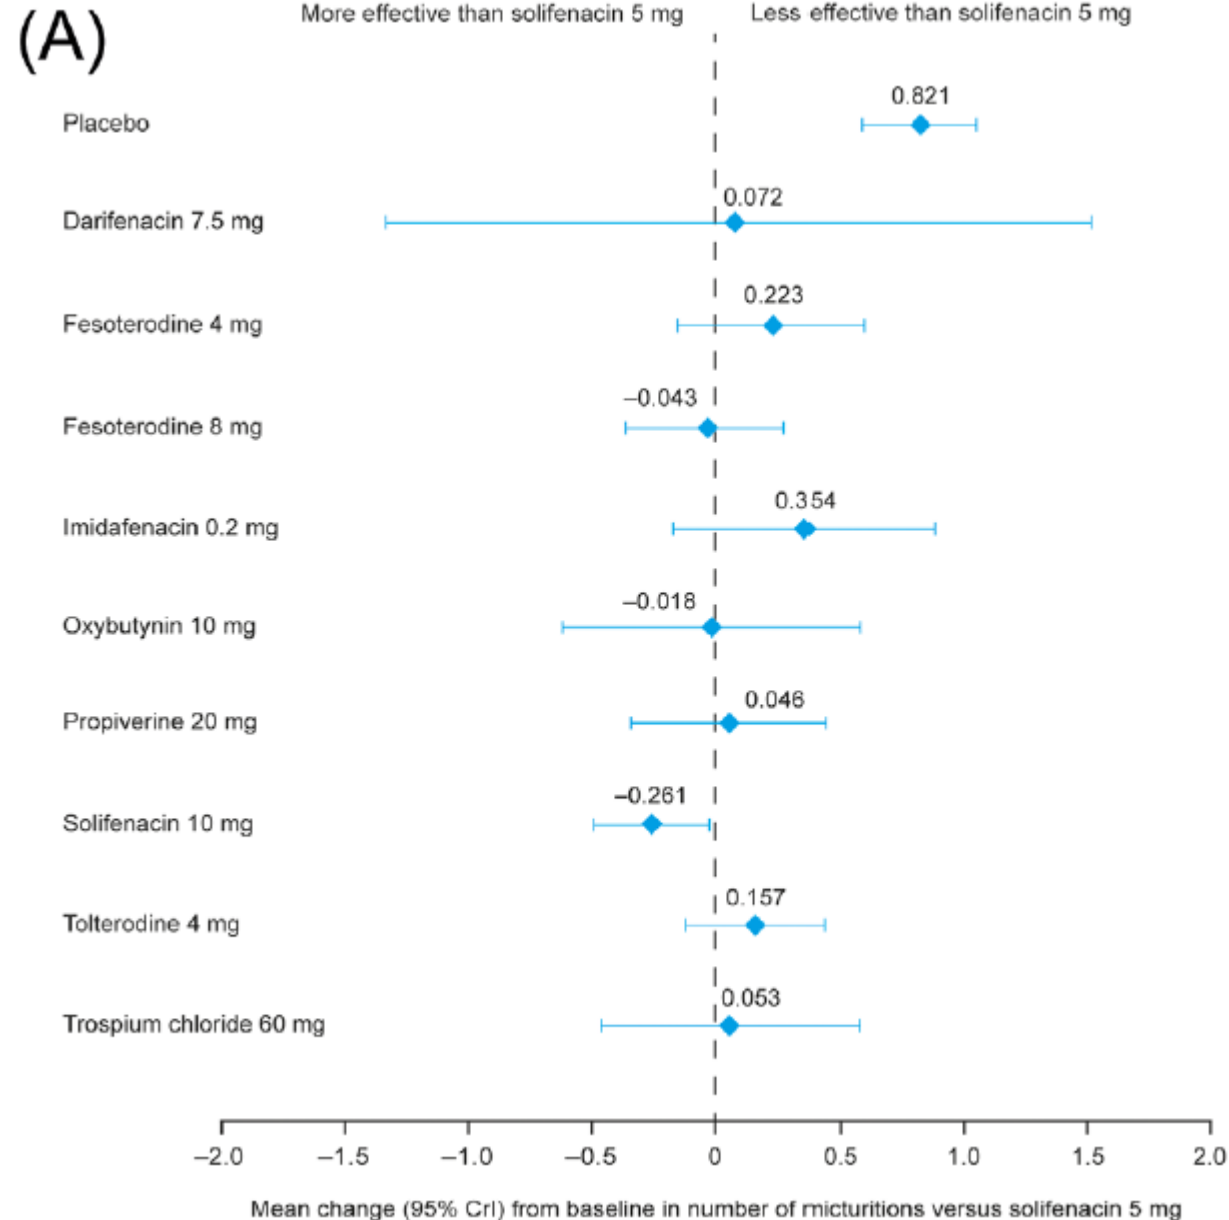 (A)
More effective than solifenacin 5 mg Less effective than solifenacin 5 mg
Placebo 0.821
Darifenacin 7.5 mg 0.072
Fesoterodine 4 mg 0.223
Fesoterodine 8 mg –0.043
Imidafenacin 0.2 mg 0.354
Oxybutynin 10 mg –0.018
Propiverine 20 mg 0.046
Solifenacin 10 mg –0.261
Tolterodine 4 mg 0.157
Trospium chloride 60 mg 0.053
–2.0 –1.5 –1.0 –0.5 0 0.5 1.0 1.5 2.0
Mean change (95% CrI) from baseline in number of micturitions versus solifenacin 5 mg